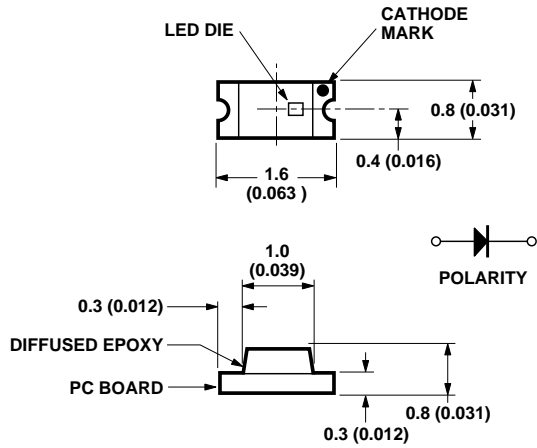 LED DIE
CATHODE
MARK
0.8 (0.031)
0.4 (0.016)
1.6
(0.063 )
1.0
(0.039)
POLARITY
0.3 (0.012)
DIFFUSED EPOXY
PC BOARD
0.8 (0.031)
0.3 (0.012)